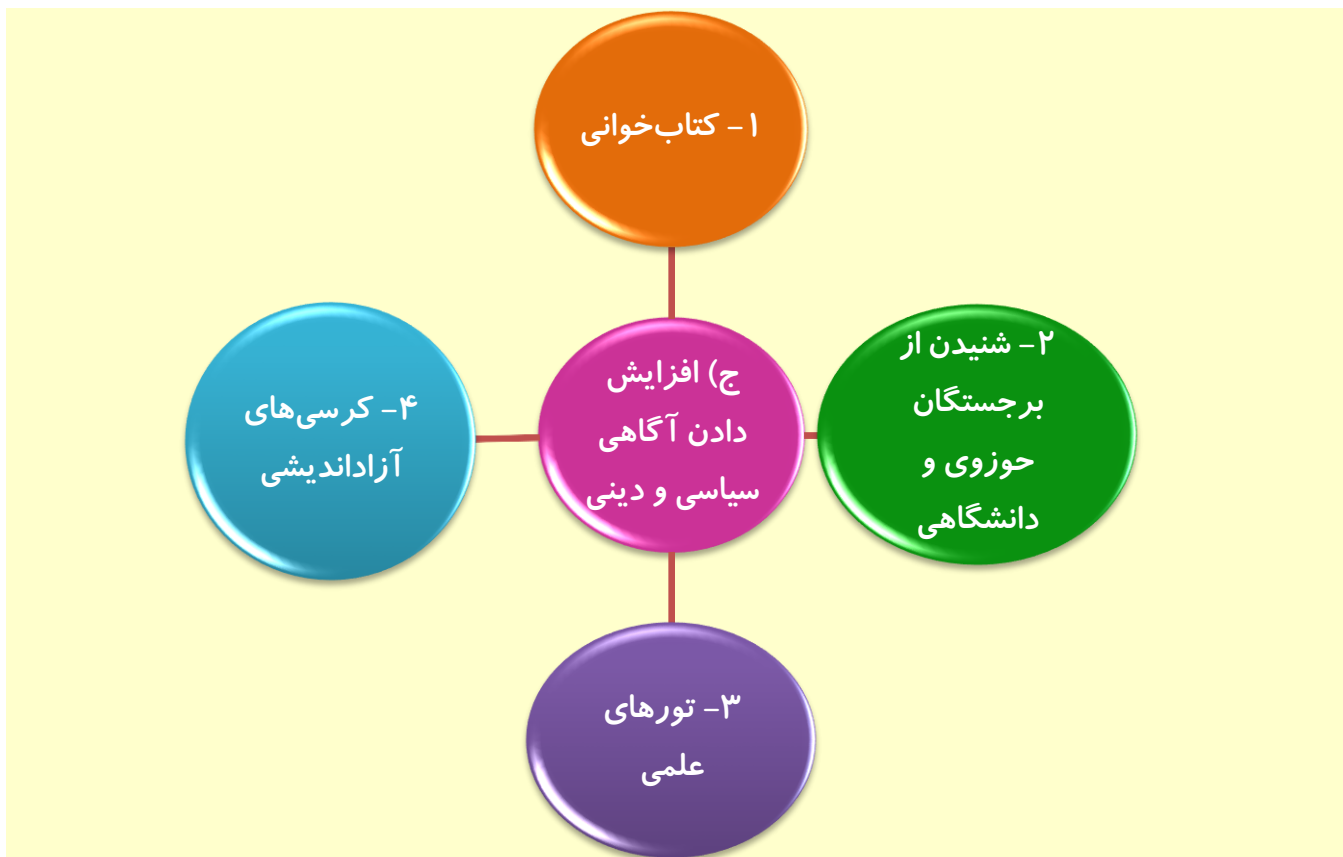 ۱- کتاب‌خوانی
۲- شنیدن از
برجستگان
حوزوی و
دانشگاهی
ج) افزایش
دادن آگاهی
سیاسی و دینی
۴- کرسی‌های
آزاداندیشی
۳- تورهای
علمی